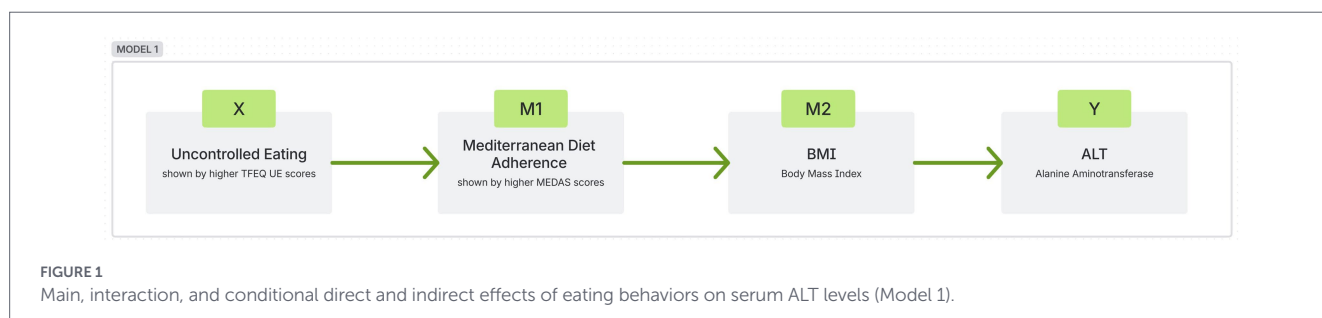 MODEL 1
X
M1
M2
Y
Uncontrolled Eating
shown by higher TFEQ UE scores
Mediterranean Diet
Adherence
shown by higher MEDAS scores
BMI
Body Mass Index
ALT
Alanine Aminotransferase
FIGURE 1
Main, interaction, and conditional direct and indirect effects of eating behaviors on serum ALT levels (Model 1).